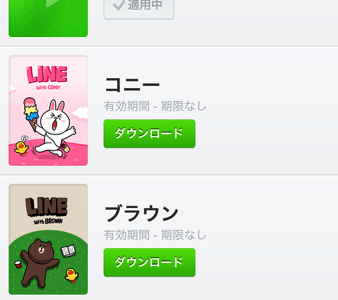 適用中
LINE
With CONY
コニー
有効期間 - 期限なし
ダウンロード
LINE
With BROWN
ブラウン
有効期間 - 期限なし
ダウンロード